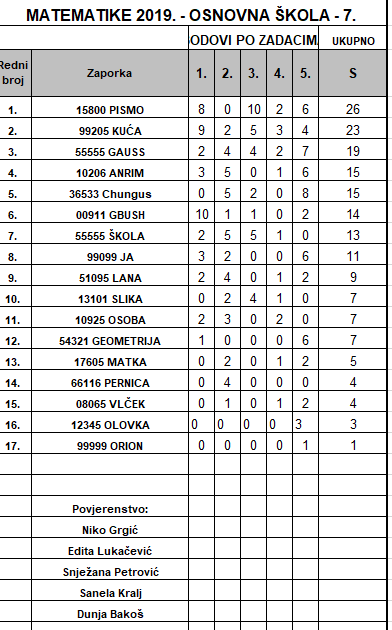 MATEMATIKE 2019. - OSNOVNA ŠKOLA - 7.
ODOVI PO ZADACIMA UKUPNO
Redni broj Zaporka 1. 2. 3. 4. 5. S
1. 15800 PISMO 8 0 10 2 6 26
2. 99205 KUĆA 9 2 5 3 4 23
3. 55555 GAUSS 2 4 4 2 7 19
4. 10206 ANRIM 3 5 0 1 6 15
5. 36533 Chungus 0 5 2 0 8 15
6. 00911 GBUSH 10 1 1 0 2 14
7. 55555 ŠKOLA 2 5 5 1 0 13
8. 99099 JA 3 2 0 0 6 11
9. 51095 LANA 2 4 0 1 2 9
10. 13101 SLIKA 0 2 4 1 0 7
11. 10925 OSOBA 2 3 0 2 0 7
12. 54321 GEOMETRIJA 1 0 0 0 6 7
13. 17605 MATKA 0 2 0 1 2 5
14. 66116 PERNICA 0 4 0 0 0 4
15. 08065 VLČEK 0 1 0 1 2 4
16. 12345 OLOVKA 0 0 0 0 3 3
17. 99999 ORION 0 0 0 0 1 1
Povjerenstvo:
Niko Grgić
Edita Lukačević
Snježana Petrović
Sanela Kralj
Dunja Bakoš